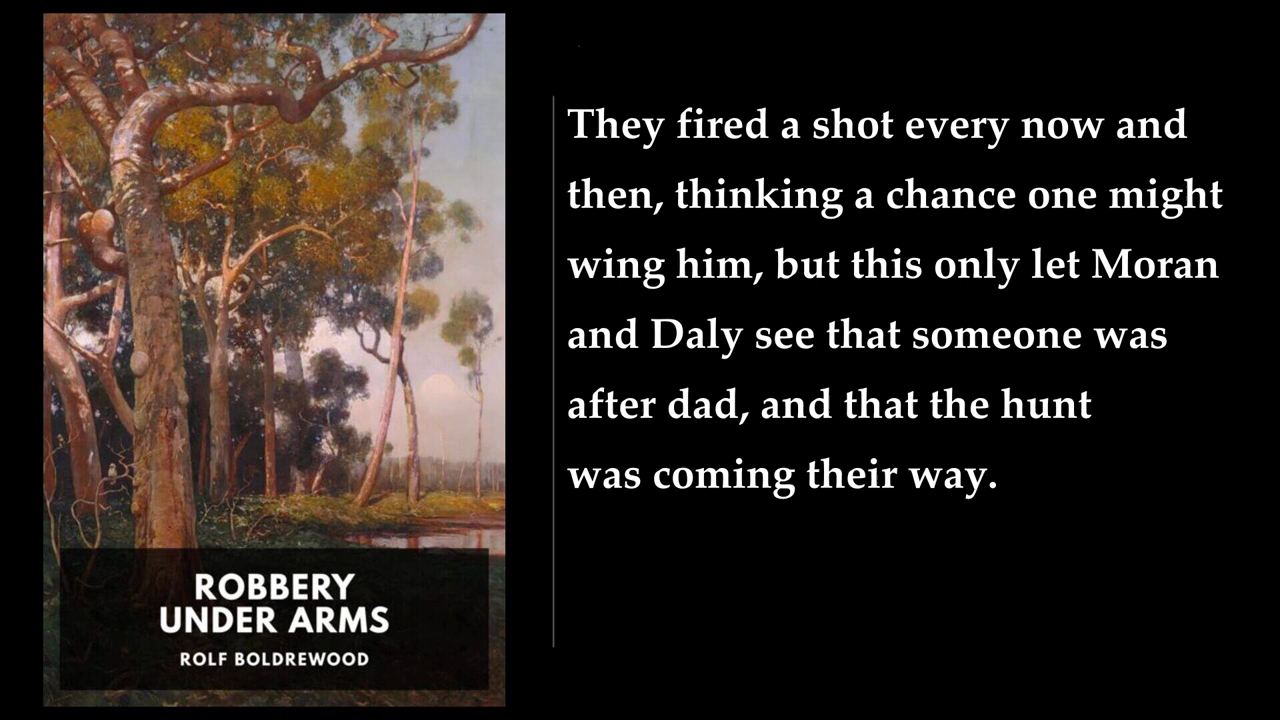 ROBBERY
UNDER ARMS
ROLF BOLDREWOOD
They fired a shot every now and
then, thinking a chance one might
wing him, but this only let Moran
and Daly see that someone was
after dad, and that the hunt
was coming their way.